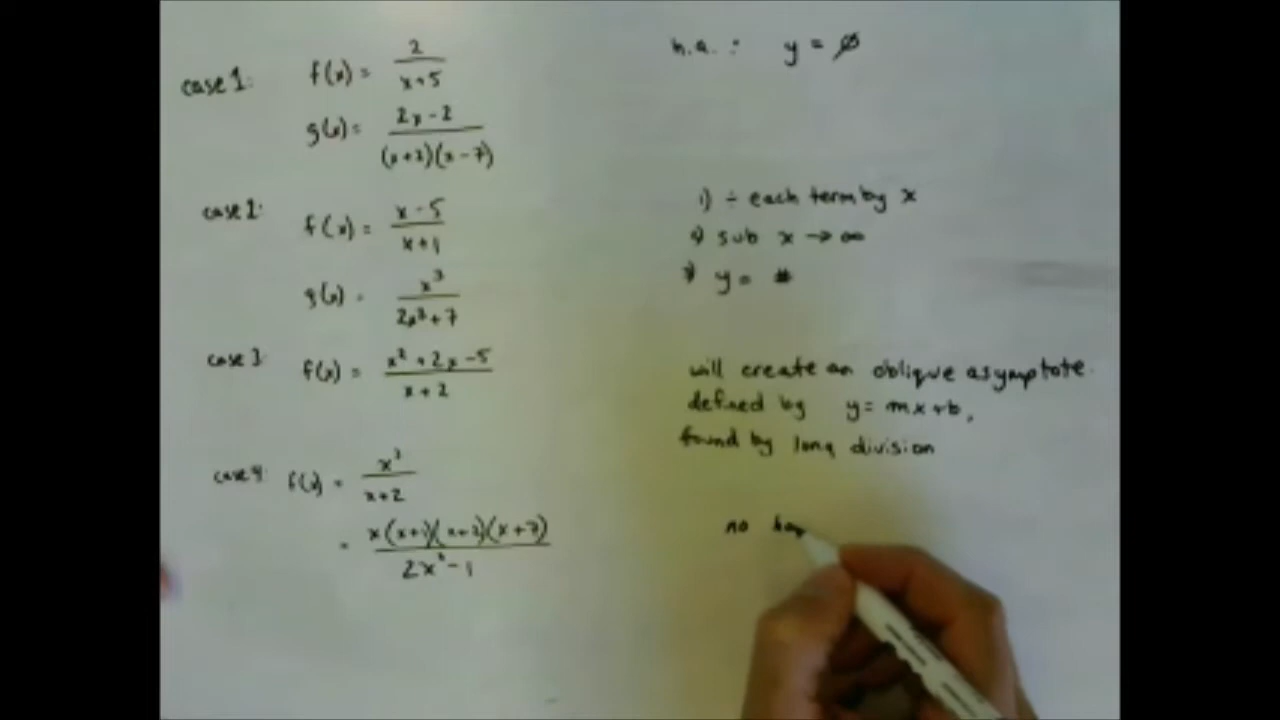 case 1: f(x) = 2 / x+5
h.a. : y = 0
g(x) = 2x-2 / (x+3)(x-7)
case 2: f(x) = x-5 / x+1
1) ÷ each term by x
2) sub x → ∞
3) y = #
g(x) = x³ / 2x³+7
case 3: f(x) = x²+2x-5 / x+2
will create an oblique asymptote
defined by y = mx+b,
found by long division
case 4: f(x) = x³ / x+2
= x(x+1)(x+2)(x+7) / 2x²-1
no